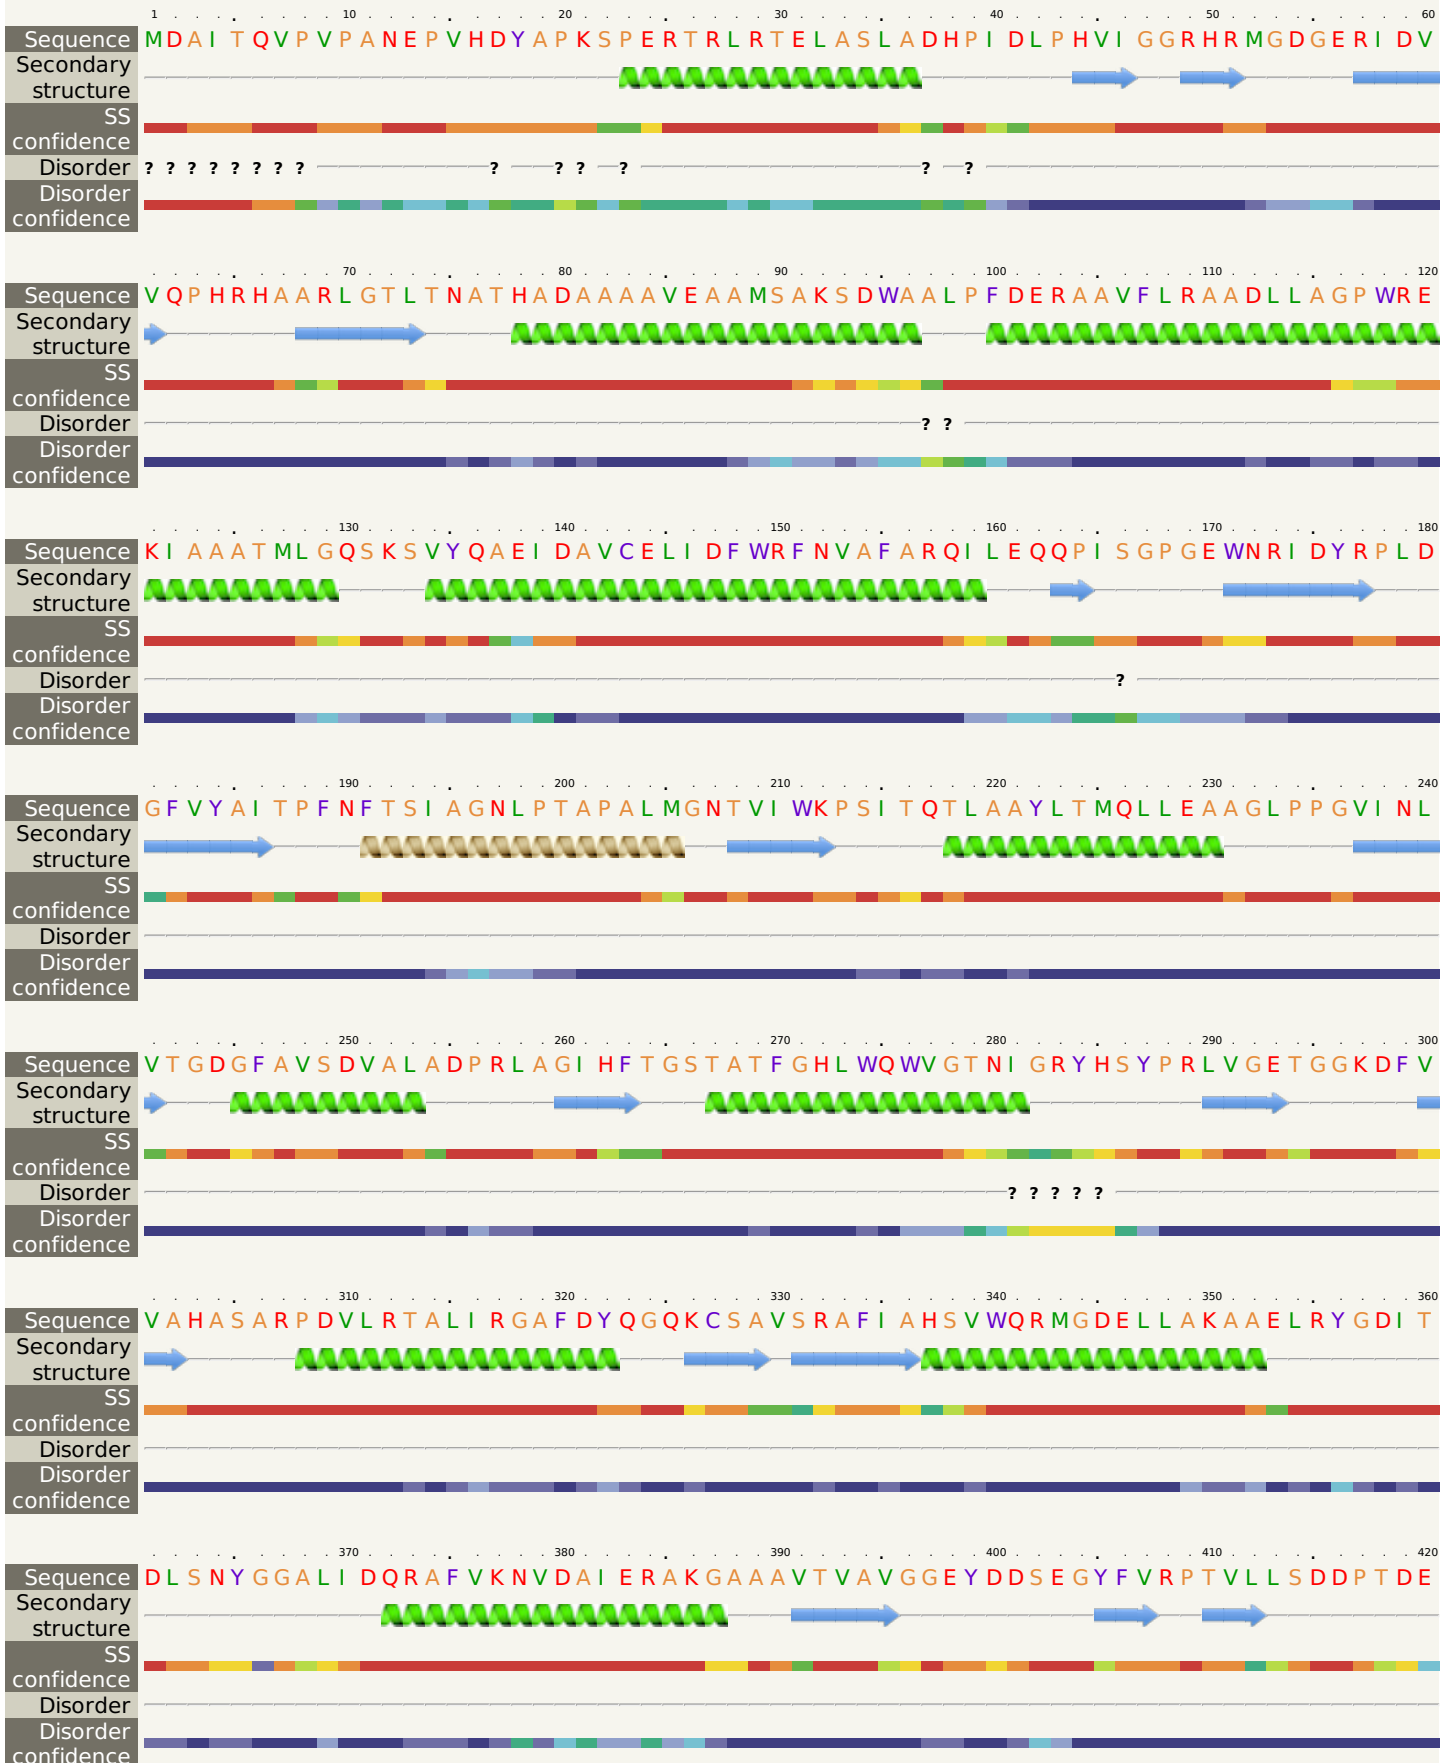 1 10 20 30 40 50 60
Sequence MDAITQVPVPANEPVHDYAPKSPERTRLRTELASLADHPIDLPHVIGGRHRMGDGERIDV
Secondary structure
SS confidence
Disorder ? ? ? ? ? ? ? ? ? ? ? ? ? ?
Disorder confidence
70 80 90 100 110 120
Sequence VQPHRHAARLGTLTNATHADAAAAVEAAMSAKSDWAALPFDERAAVFLRAADLLAGPWRE
Secondary structure
SS confidence
Disorder ? ?
Disorder confidence
130 140 150 160 170 180
Sequence KIAAATMLGQSKSVYQAEIDAVCELIDFWRFNVAFARQILEQQPISGPGEWNRIDYRPLD
Secondary structure
SS confidence
Disorder ?
Disorder confidence
190 200 210 220 230 240
Sequence GFVYAITPFNFTSIAGNLPTAPALMGNTVIWKPSITQTLAAYLTMQLLEAAGLPPGVINL
Secondary structure
SS confidence
Disorder
Disorder confidence
250 260 270 280 290 300
Sequence VTGDGFAVSDVALADPRLAGIHFTGSTATFGHLWQWVGTNIGRYHSYPRLVGETGGKDFV
Secondary structure
SS confidence
Disorder ? ? ? ? ?
Disorder confidence
310 320 330 340 350 360
Sequence VAHASARPDVLRTALIRGAFDYQGQKCSAVSRAFIAHSVWQRMGDELLAKAAELRYGDIT
Secondary structure
SS confidence
Disorder
Disorder confidence
370 380 390 400 410 420
Sequence DLSNYGGALIDQRAFVKNVDAIERAKGAAAVTVAVGGEYDDSEGYFVRPTVLLSDDPTDE
Secondary structure
SS confidence
Disorder
Disorder confidence